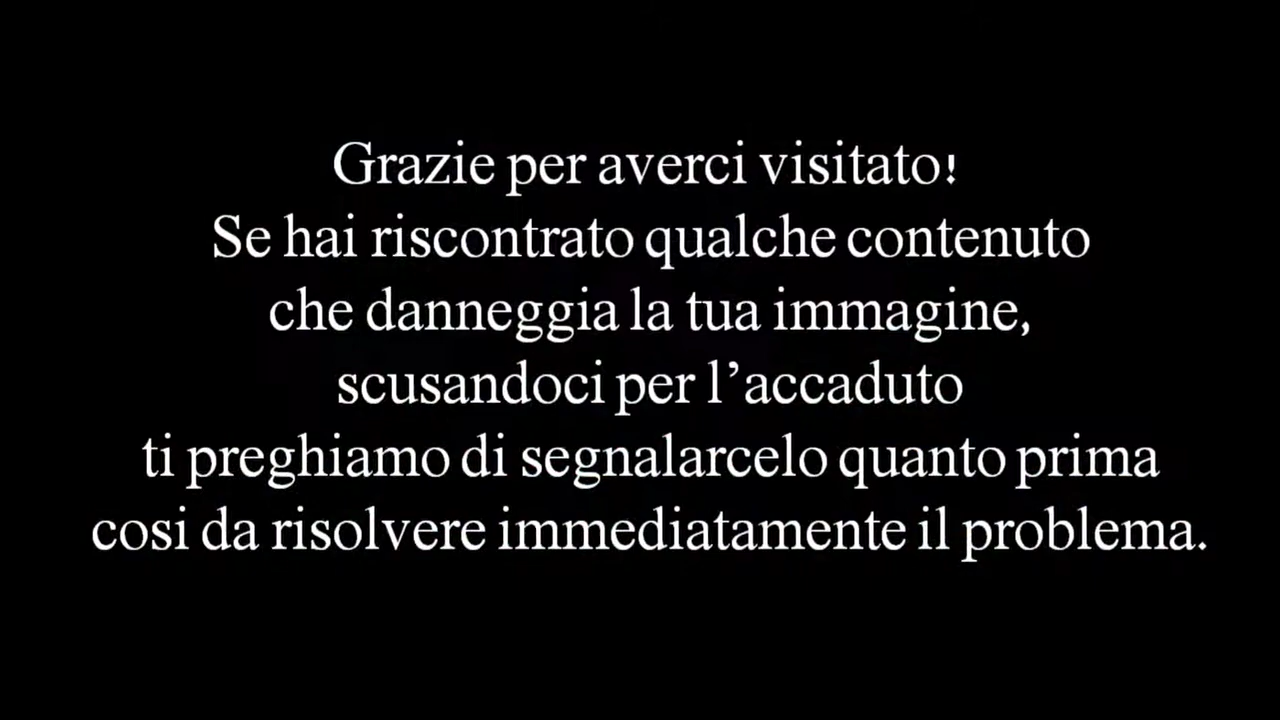 Grazie per averci visitato!
Se hai riscontrato qualche contenuto
che danneggia la tua immagine,
scusandoci per l’accaduto
ti preghiamo di segnalarcelo quanto prima
cosi da risolvere immediatamente il problema.